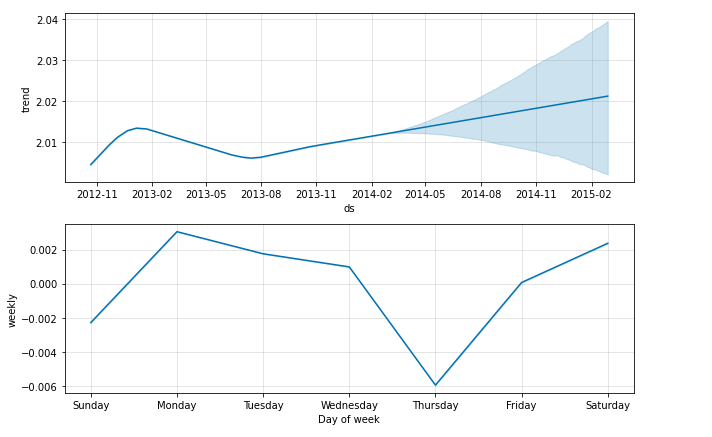 2.04
2.03
2.02
2.01
trend
2012-11 2013-02 2013-05 2013-08 2013-11 2014-02 2014-05 2014-08 2014-11 2015-02
ds
0.002
0.000
−0.002
−0.004
−0.006
weekly
Sunday Monday Tuesday Wednesday Thursday Friday Saturday
Day of week